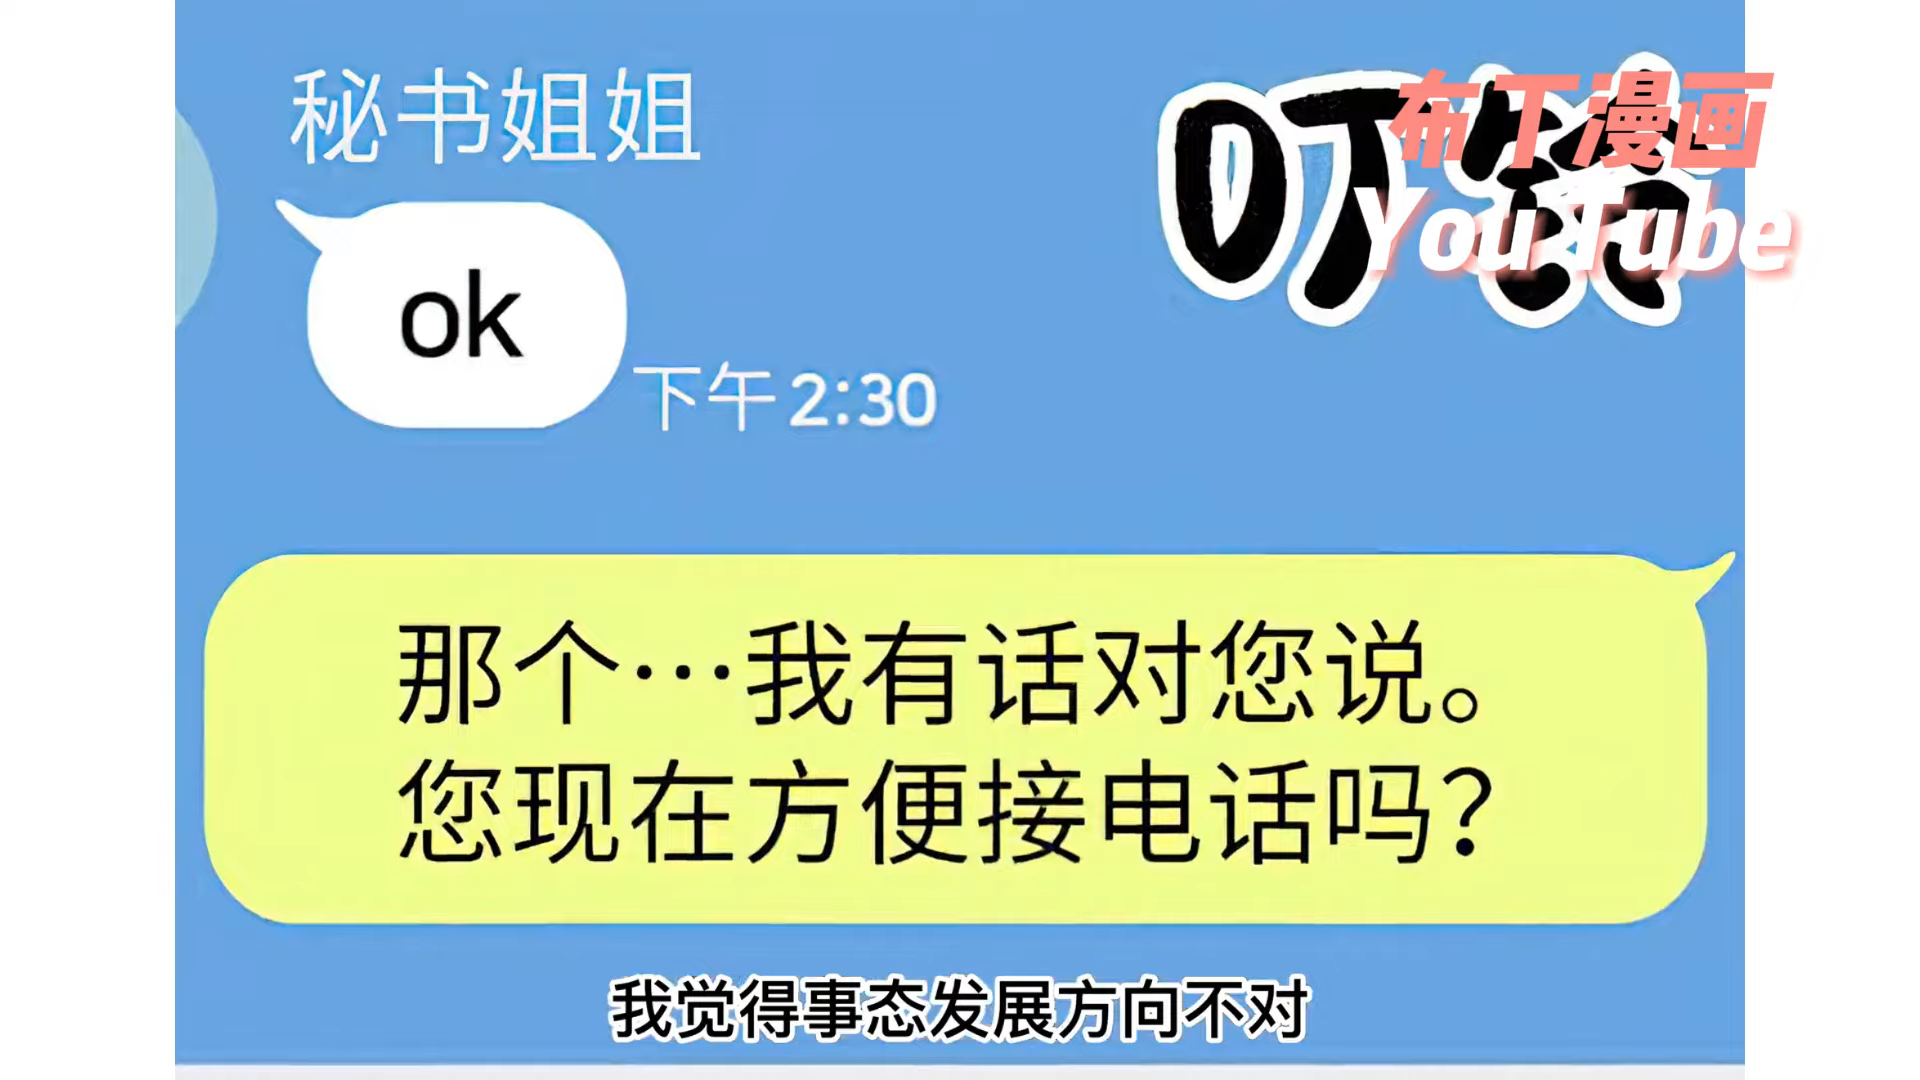 秘书姐姐
叮铃
布丁漫画
YouTube
ok
下午2:30
那个…我有话对您说。
您现在方便接电话吗？
我觉得事态发展方向不对